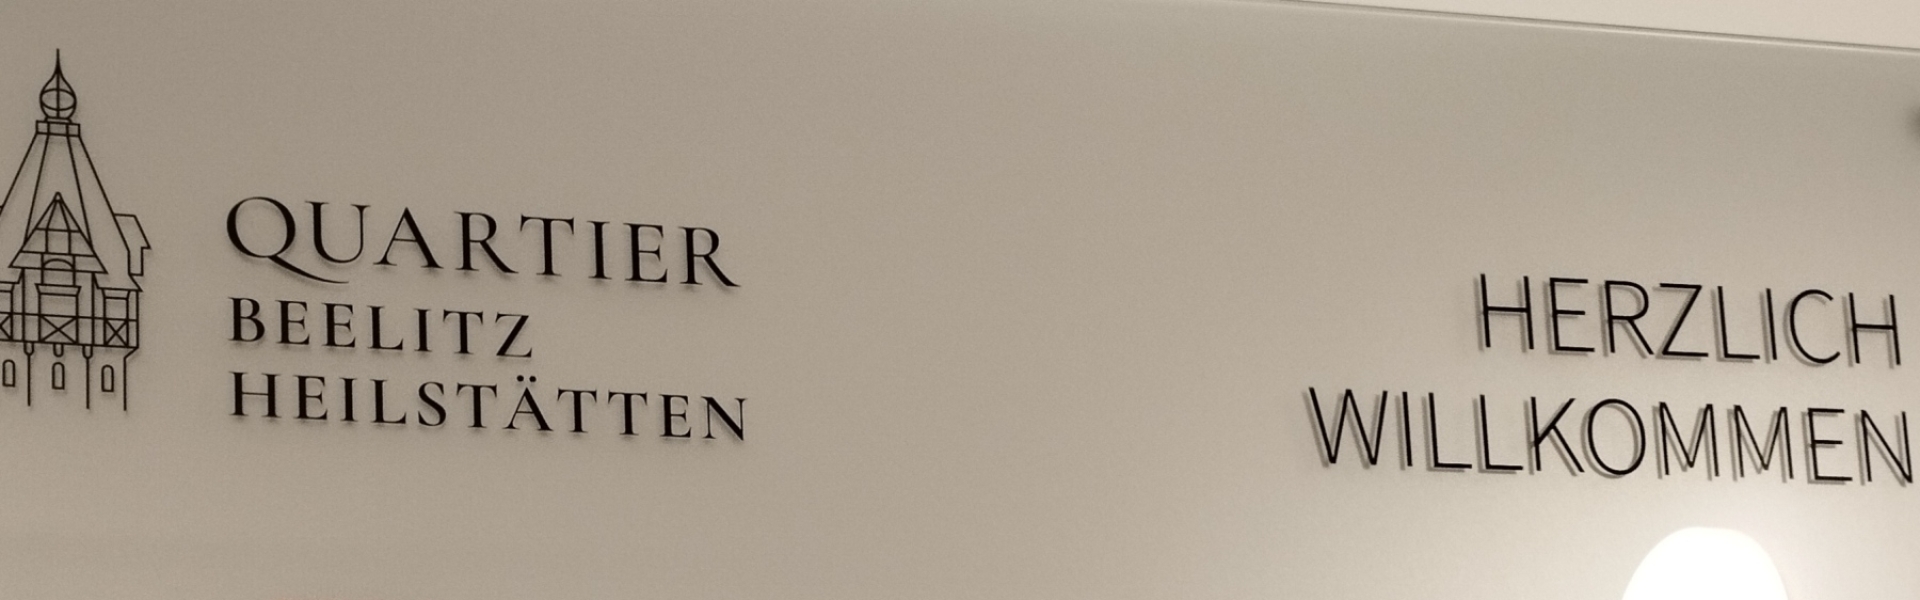 QUARTIER
BEELITZ
HEILSTÄTTEN
HERZLICH
WILLKOMMEN